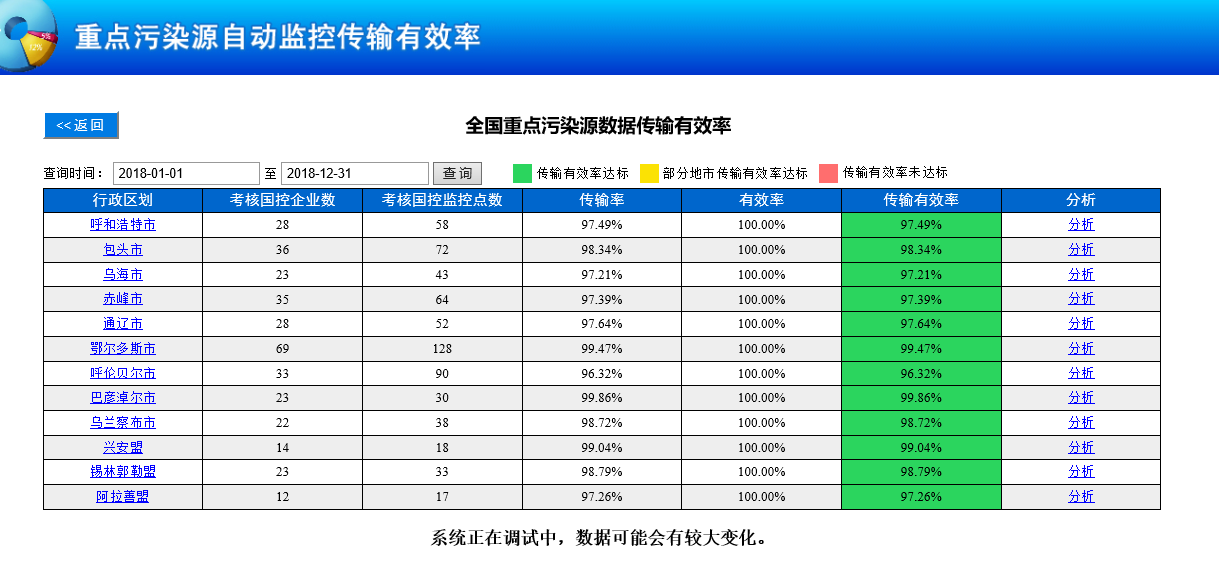 5%
12%
重点污染源自动监控传输有效率
<<返回
全国重点污染源数据传输有效率
查询时间： 2018-01-01 至 2018-12-31 查询 传输有效率达标 部分地市传输有效率达标 传输有效率未达标
行政区划 考核国控企业数 考核国控监控点数 传输率 有效率 传输有效率 分析
呼和浩特市 28 58 97.49% 100.00% 97.49% 分析
包头市 36 72 98.34% 100.00% 98.34% 分析
乌海市 23 43 97.21% 100.00% 97.21% 分析
赤峰市 35 64 97.39% 100.00% 97.39% 分析
通辽市 28 52 97.64% 100.00% 97.64% 分析
鄂尔多斯市 69 128 99.47% 100.00% 99.47% 分析
呼伦贝尔市 33 90 96.32% 100.00% 96.32% 分析
巴彦淖尔市 23 30 99.86% 100.00% 99.86% 分析
乌兰察布市 22 38 98.72% 100.00% 98.72% 分析
兴安盟 14 18 99.04% 100.00% 99.04% 分析
锡林郭勒盟 23 33 98.79% 100.00% 98.79% 分析
阿拉善盟 12 17 97.26% 100.00% 97.26% 分析
系统正在调试中，数据可能会有较大变化。